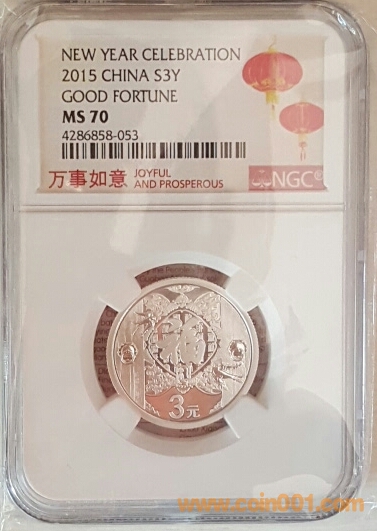 NEW YEAR CELEBRATION
2015 CHINA S3Y
GOOD FORTUNE
MS 70
4286858-053
万事如意 JOYFUL AND PROSPEROUS
NGC®
福
3元
www.coin001.com